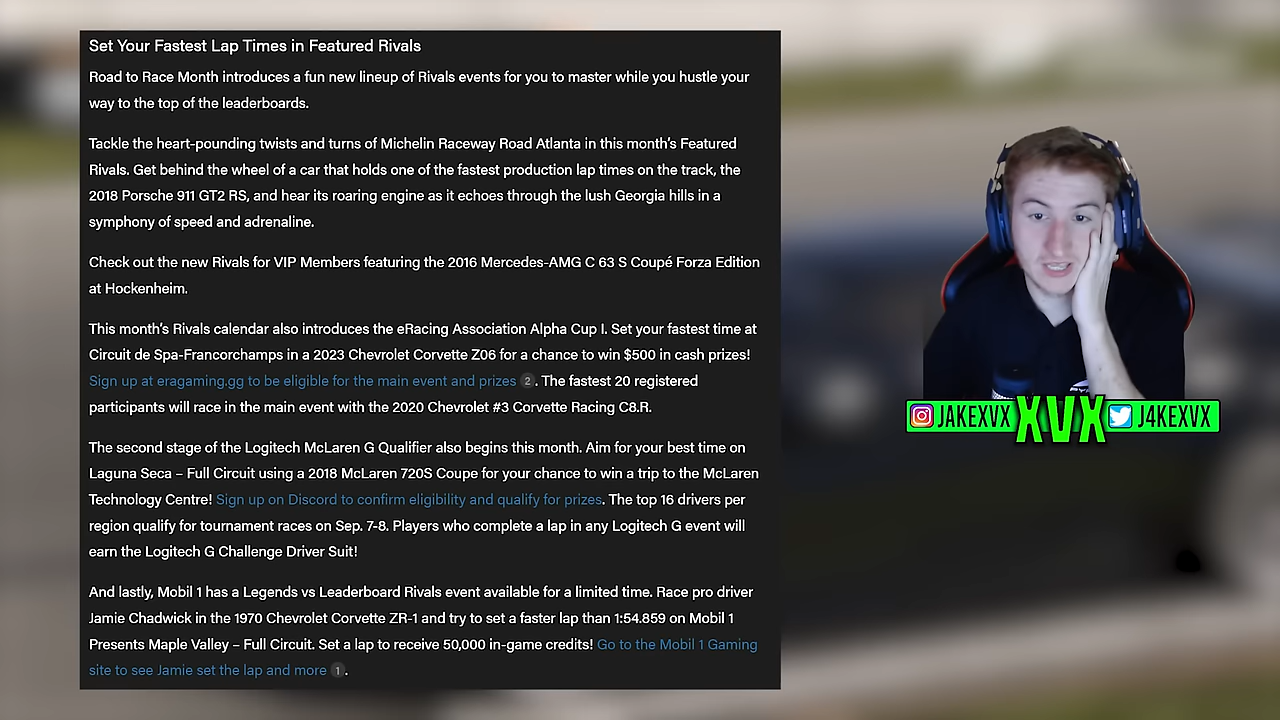 Set Your Fastest Lap Times in Featured Rivals
Road to Race Month introduces a fun new lineup of Rivals events for you to master while you hustle your
way to the top of the leaderboards.
Tackle the heart-pounding twists and turns of Michelin Raceway Road Atlanta in this month's Featured
Rivals. Get behind the wheel of a car that holds one of the fastest production lap times on the track, the
2018 Porsche 911 GT2 RS, and hear its roaring engine as it echoes through the lush Georgia hills in a
symphony of speed and adrenaline.
Check out the new Rivals for VIP Members featuring the 2016 Mercedes-AMG C 63 S Coupé Forza Edition
at Hockenheim.
This month's Rivals calendar also introduces the eRacing Association Alpha Cup I. Set your fastest time at
Circuit de Spa-Francorchamps in a 2023 Chevrolet Corvette Z06 for a chance to win $500 in cash prizes!
Sign up at eragaming.gg to be eligible for the main event and prizes 2. The fastest 20 registered
participants will race in the main event with the 2020 Chevrolet #3 Corvette Racing C8.R.
The second stage of the Logitech McLaren G Qualifier also begins this month. Aim for your best time on
Laguna Seca – Full Circuit using a 2018 McLaren 720S Coupe for your chance to win a trip to the McLaren
Technology Centre! Sign up on Discord to confirm eligibility and qualify for prizes. The top 16 drivers per
region qualify for tournament races on Sep. 7-8. Players who complete a lap in any Logitech G event will
earn the Logitech G Challenge Driver Suit!
And lastly, Mobil 1 has a Legends vs Leaderboard Rivals event available for a limited time. Race pro driver
Jamie Chadwick in the 1970 Chevrolet Corvette ZR-1 and try to set a faster lap than 1:54.859 on Mobil 1
Presents Maple Valley – Full Circuit. Set a lap to receive 50,000 in-game credits! Go to the Mobil 1 Gaming
site to see Jamie set the lap and more 1.
JAKEXVX XVX J4KEXVX